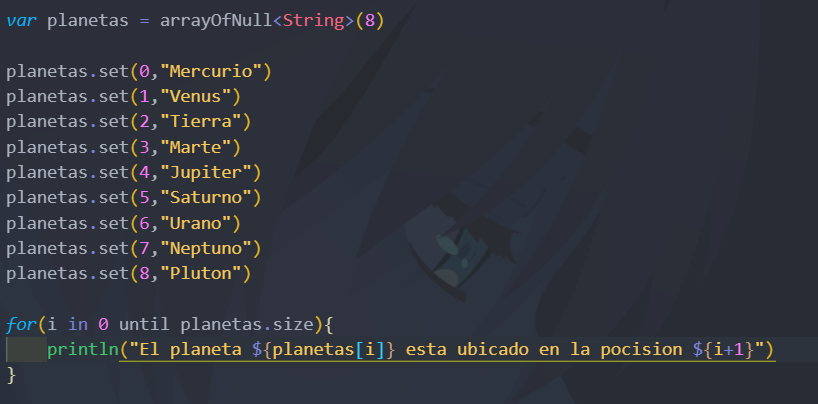 var planetas = arrayOfNull<String>(8)
planetas.set(0,"Mercurio")
planetas.set(1,"Venus")
planetas.set(2,"Tierra")
planetas.set(3,"Marte")
planetas.set(4,"Jupiter")
planetas.set(5,"Saturno")
planetas.set(6,"Urano")
planetas.set(7,"Neptuno")
planetas.set(8,"Pluton")
for(i in 0 until planetas.size){
    println("El planeta ${planetas[i]} esta ubicado en la pocision ${i+1}")
}